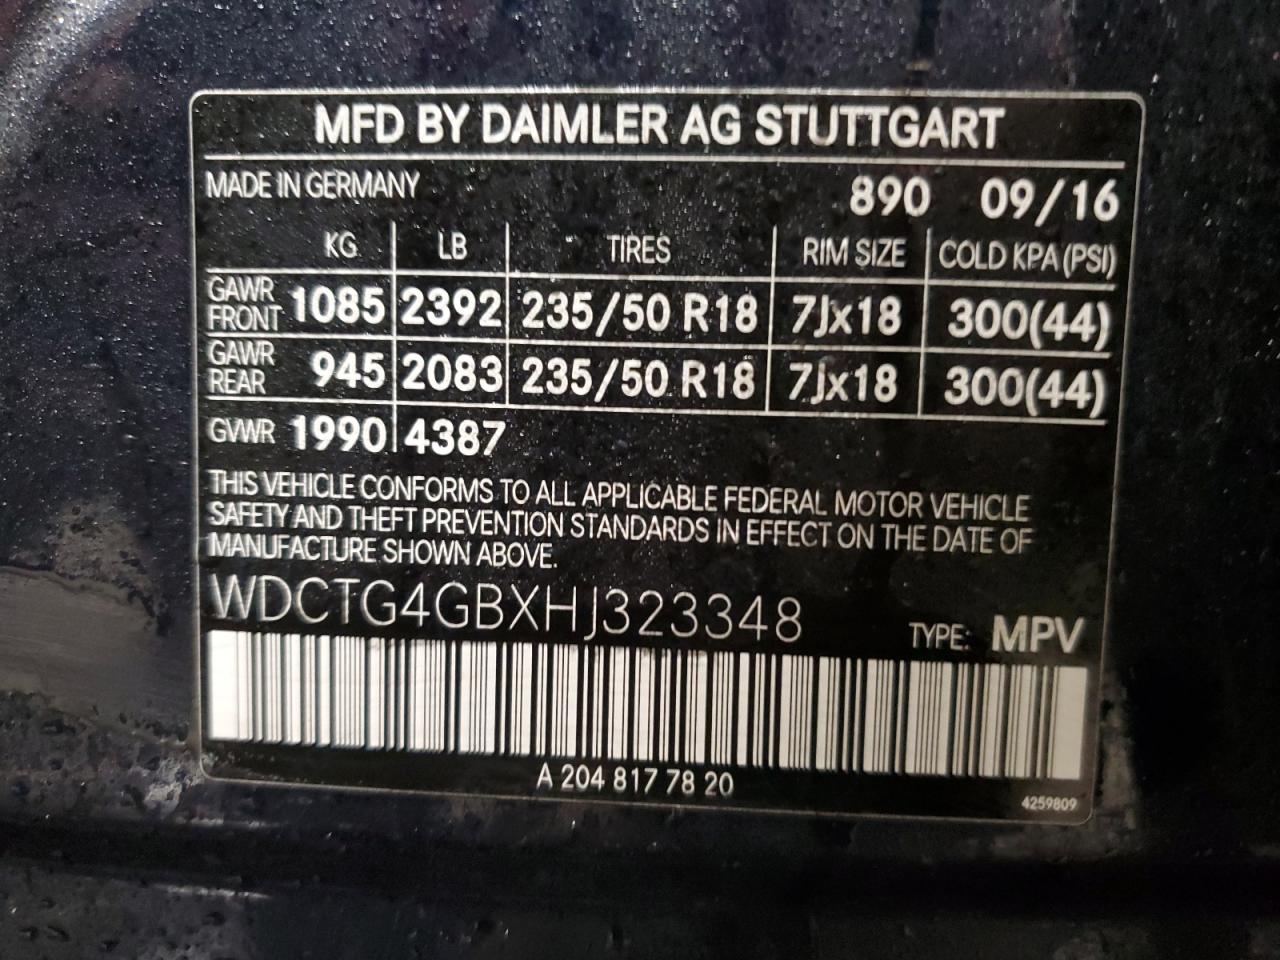 MFD BY DAIMLER AG STUTTGART
MADE IN GERMANY 890 09/16
KG LB TIRES RIM SIZE COLD KPA (PSI)
GAWR FRONT 1085 2392 235/50 R18 7Jx18 300(44)
GAWR REAR 945 2083 235/50 R18 7Jx18 300(44)
GVWR 1990 4387
THIS VEHICLE CONFORMS TO ALL APPLICABLE FEDERAL MOTOR VEHICLE
SAFETY AND THEFT PREVENTION STANDARDS IN EFFECT ON THE DATE OF
MANUFACTURE SHOWN ABOVE.
WDCTG4GBXHJ323348 TYPE: MPV
A 204 817 78 20
4259809